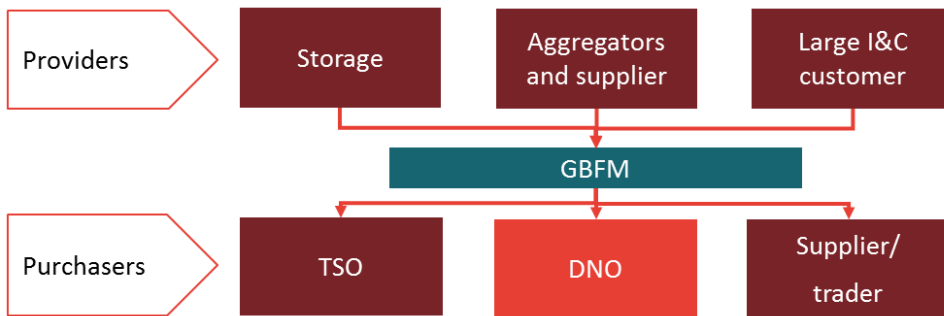 Providers
Storage
Aggregators
and supplier
Large I&C
customer
GBFM
Purchasers
TSO
DNO
Supplier/
trader